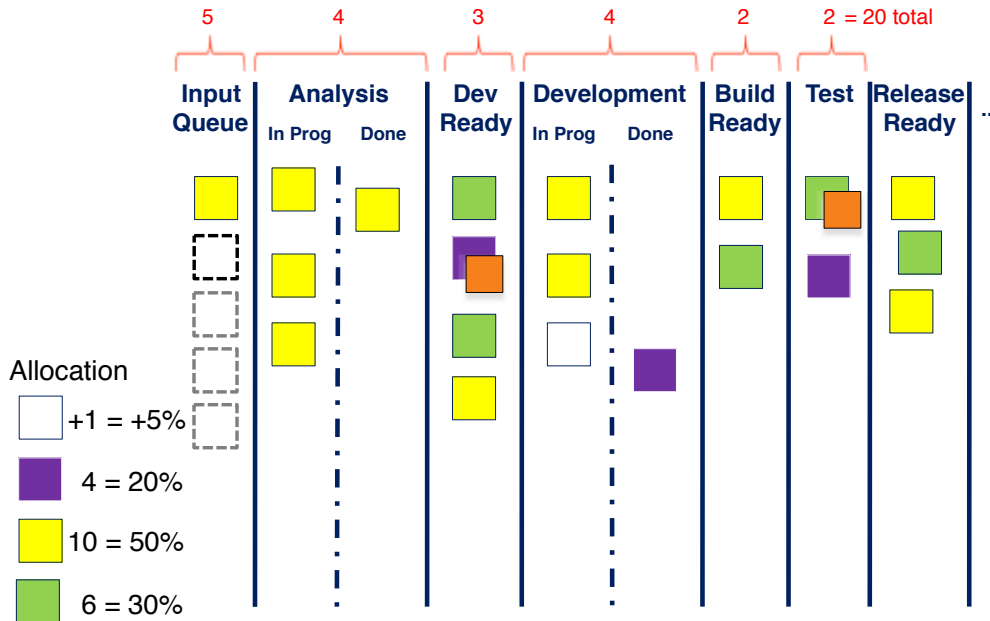 5 4 3 4 2 2 = 20 total
Input Queue
Analysis
Dev Ready
Development
Build Ready
Test
Release Ready
...
In Prog
Done
In Prog
Done
Allocation
+1 = +5%
4 = 20%
10 = 50%
6 = 30%